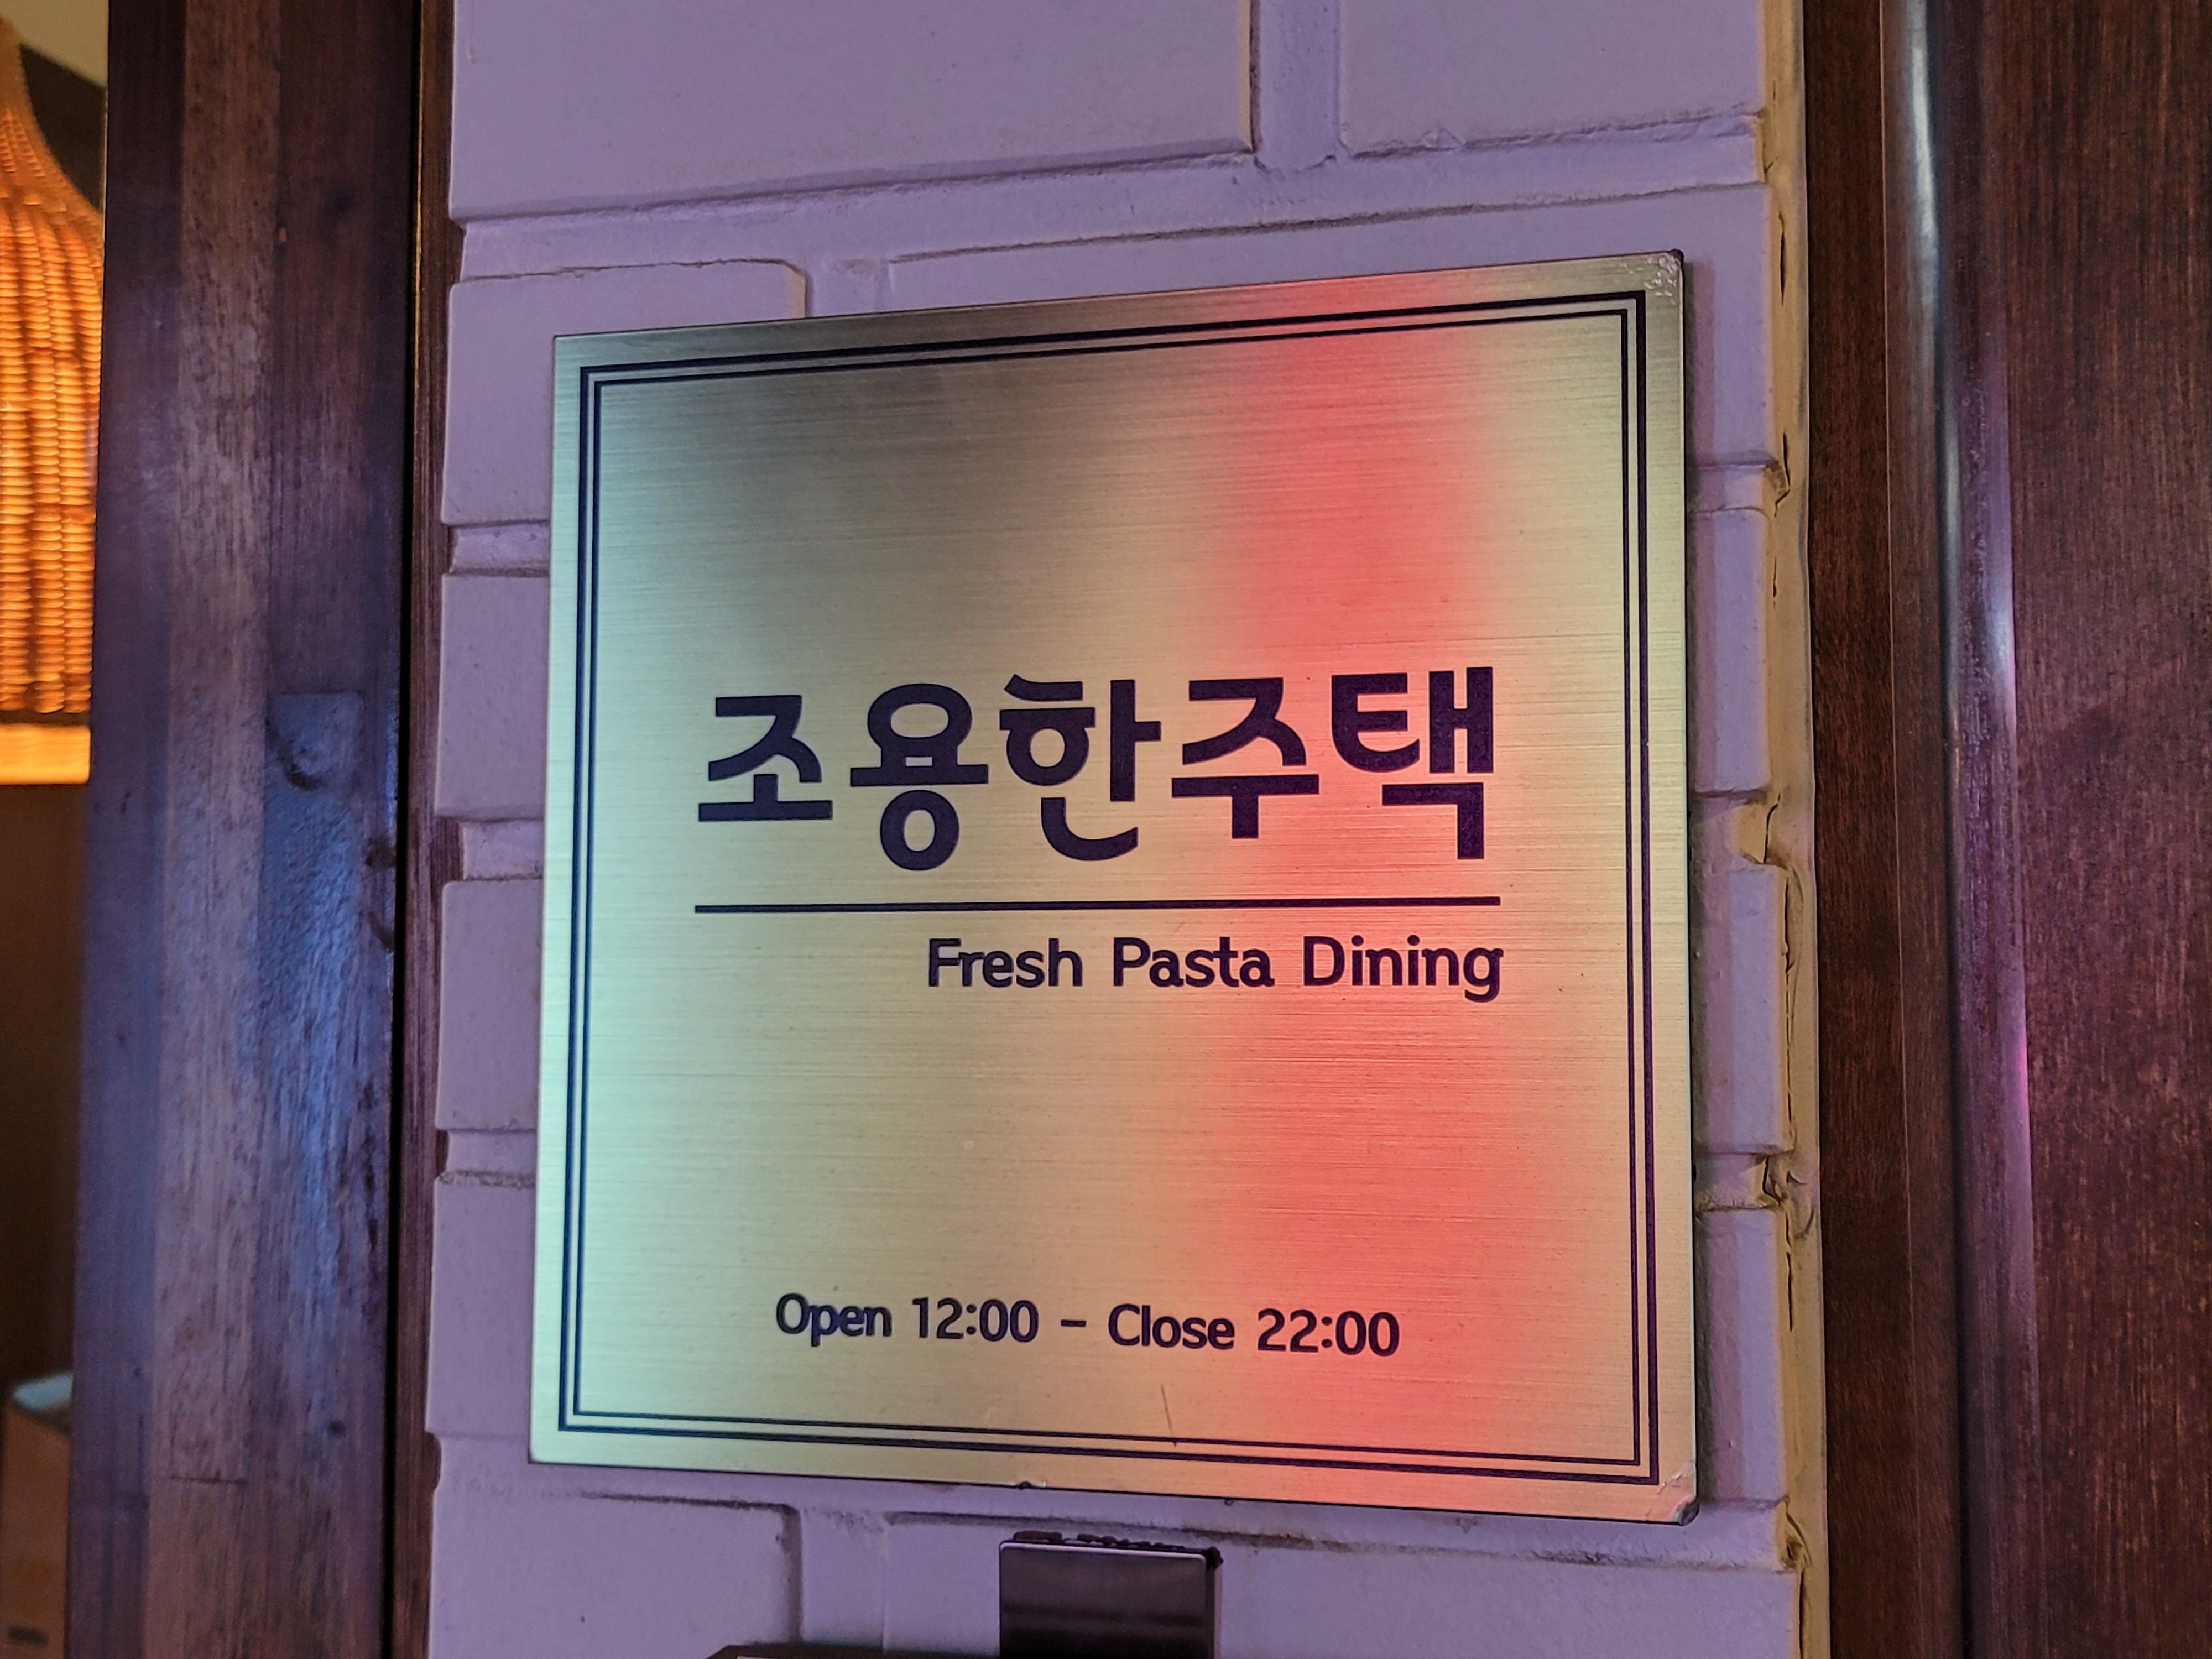 조용한주택
Fresh Pasta Dining
Open 12:00 - Close 22:00